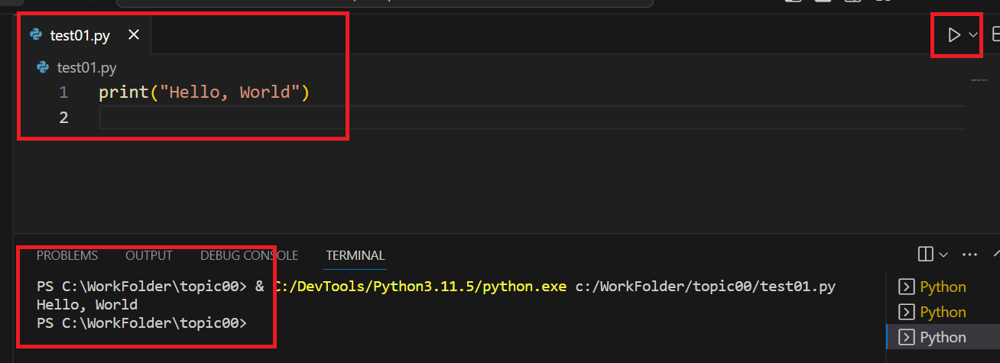 test01.py
test01.py
1 print("Hello, World")
2
PROBLEMS OUTPUT DEBUG CONSOLE TERMINAL
PS C:\WorkFolder\topic00> & C:/DevTools/Python3.11.5/python.exe c:/WorkFolder/topic00/test01.py
Hello, World
PS C:\WorkFolder\topic00>
Python
Python
Python